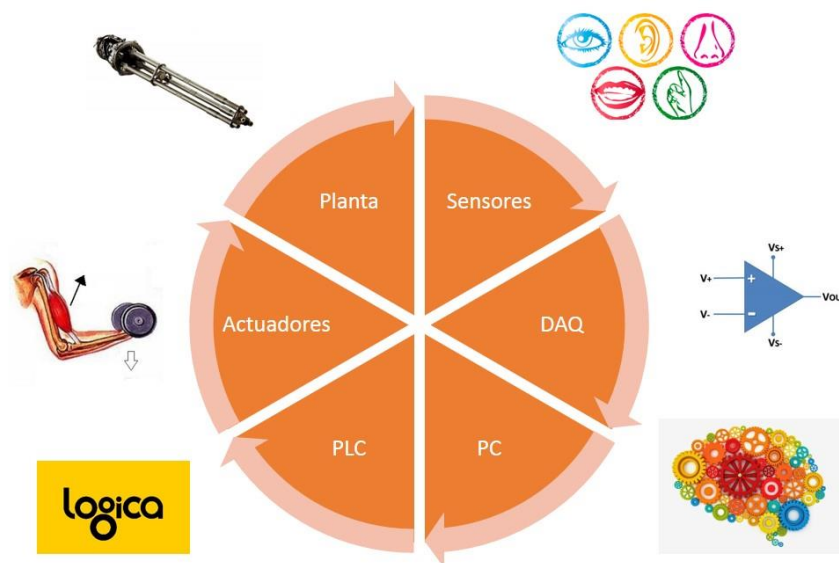 Planta
Sensores
Actuadores
DAQ
PLC
PC
Vs+
V+
+
V-
-
Vou
Vs-
logica